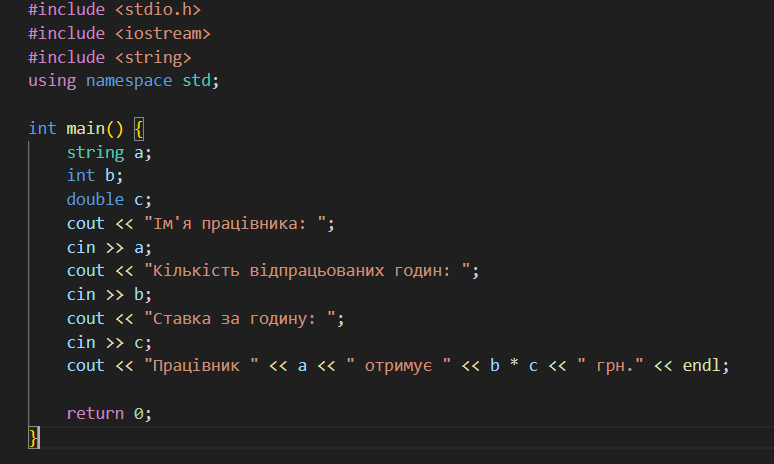 #include <stdio.h>
#include <iostream>
#include <string>
using namespace std;
int main() {
string a;
int b;
double c;
cout << "Ім'я працівника: ";
cin >> a;
cout << "Кількість відпрацьованих годин: ";
cin >> b;
cout << "Ставка за годину: ";
cin >> c;
cout << "Працівник " << a << " отримує " << b * c << " грн." << endl;
return 0;
}